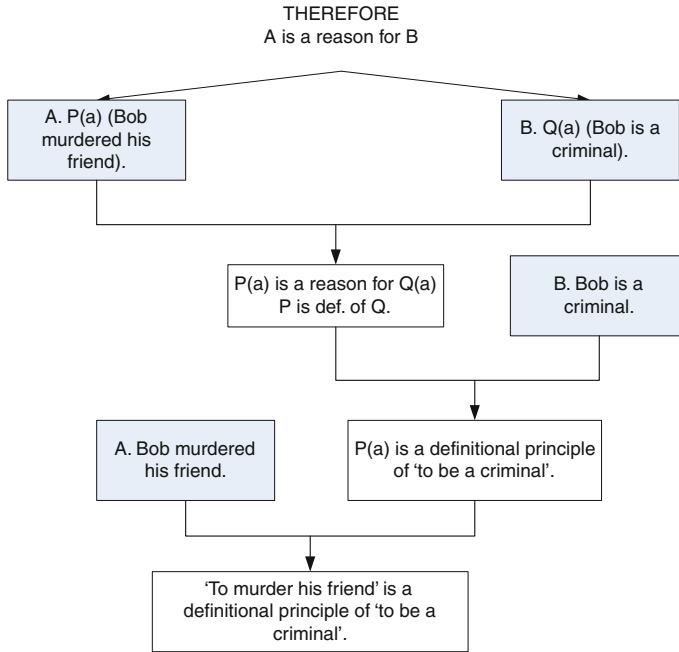 THEREFORE
A is a reason for B
A. P(a) (Bob
murdered his
friend).
B. Q(a) (Bob is a
criminal).
P(a) is a reason for Q(a)
P is def. of Q.
B. Bob is a
criminal.
A. Bob murdered
his friend.
P(a) is a definitional principle
of ‘to be a criminal’.
‘To murder his friend’ is a
definitional principle of ‘to be a
criminal’.